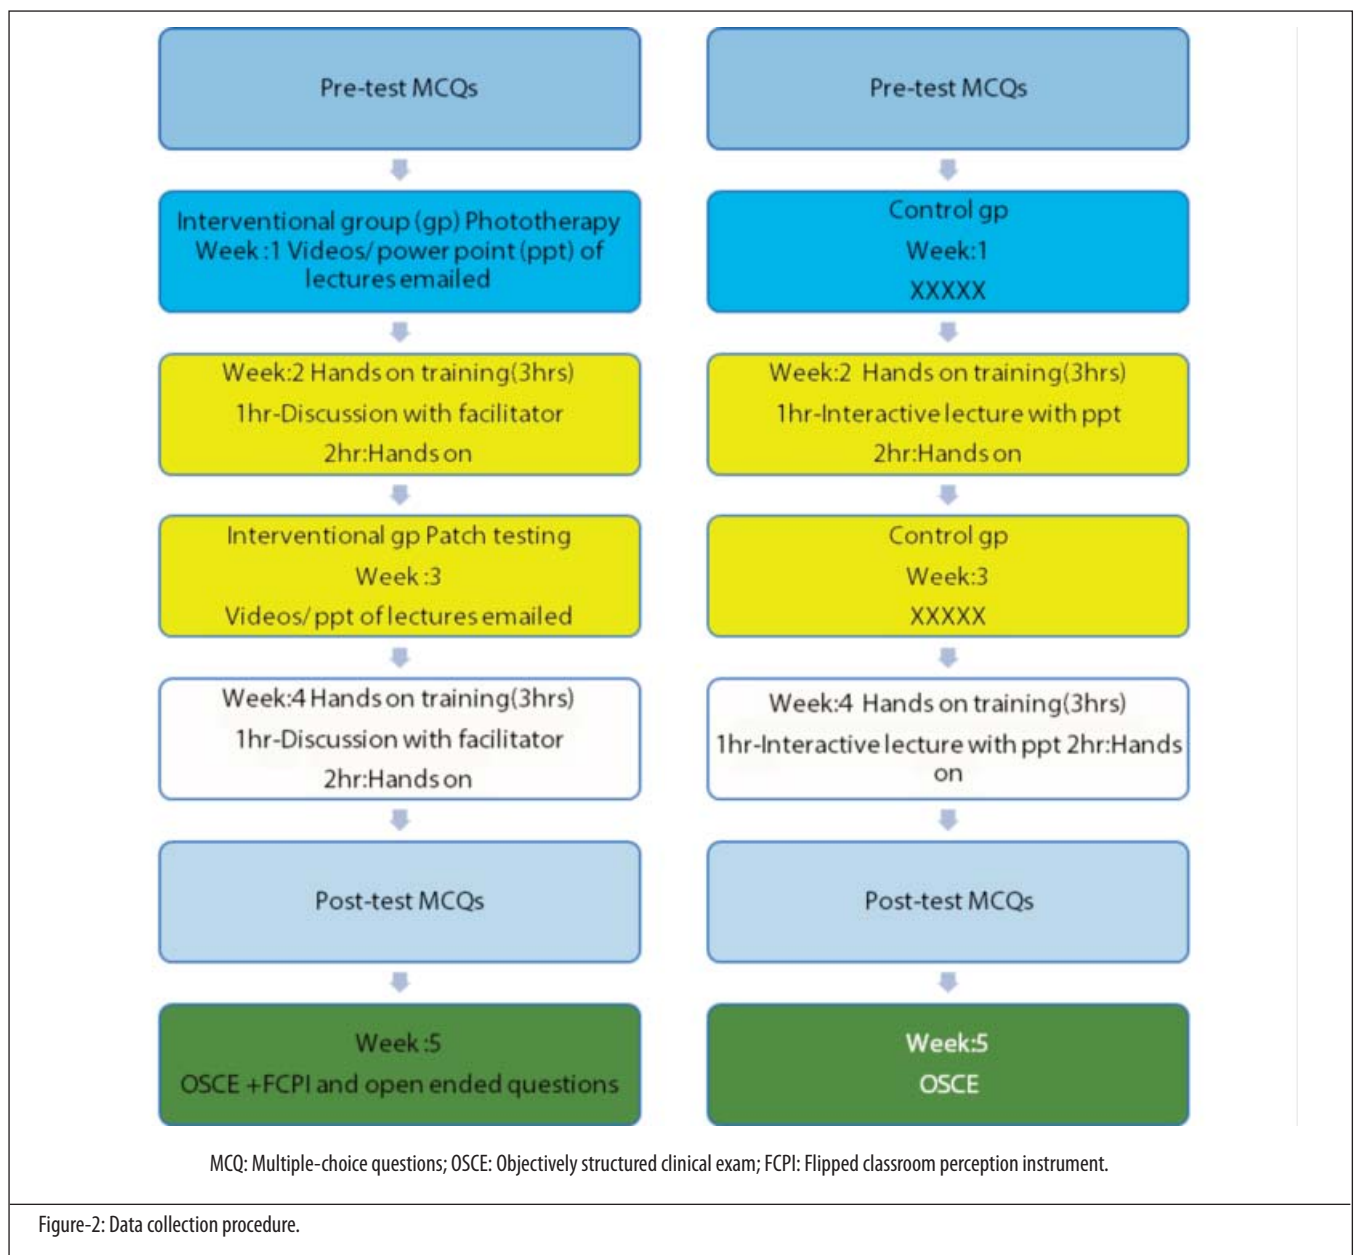 Pre-test MCQs
Interventional group (gp) Phototherapy
Week :1 Videos/ power point (ppt) of
lectures emailed
Week:2 Hands on training(3hrs)
1hr-Discussion with facilitator
2hr:Hands on
Interventional gp Patch testing
Week :3
Videos/ ppt of lectures emailed
Week:4 Hands on training(3hrs)
1hr-Discussion with facilitator
2hr:Hands on
Post-test MCQs
Week :5
OSCE +FCPI and open ended questions
Pre-test MCQs
Control gp
Week:1
XXXXX
Week:2 Hands on training(3hrs)
1hr-Interactive lecture with ppt
2hr:Hands on
Control gp
Week:3
XXXXX
Week:4 Hands on training(3hrs)
1hr-Interactive lecture with ppt 2hr:Hands
on
Post-test MCQs
Week:5
OSCE
MCQ: Multiple-choice questions; OSCE: Objectively structured clinical exam; FCPI: Flipped classroom perception instrument.
Figure-2: Data collection procedure.